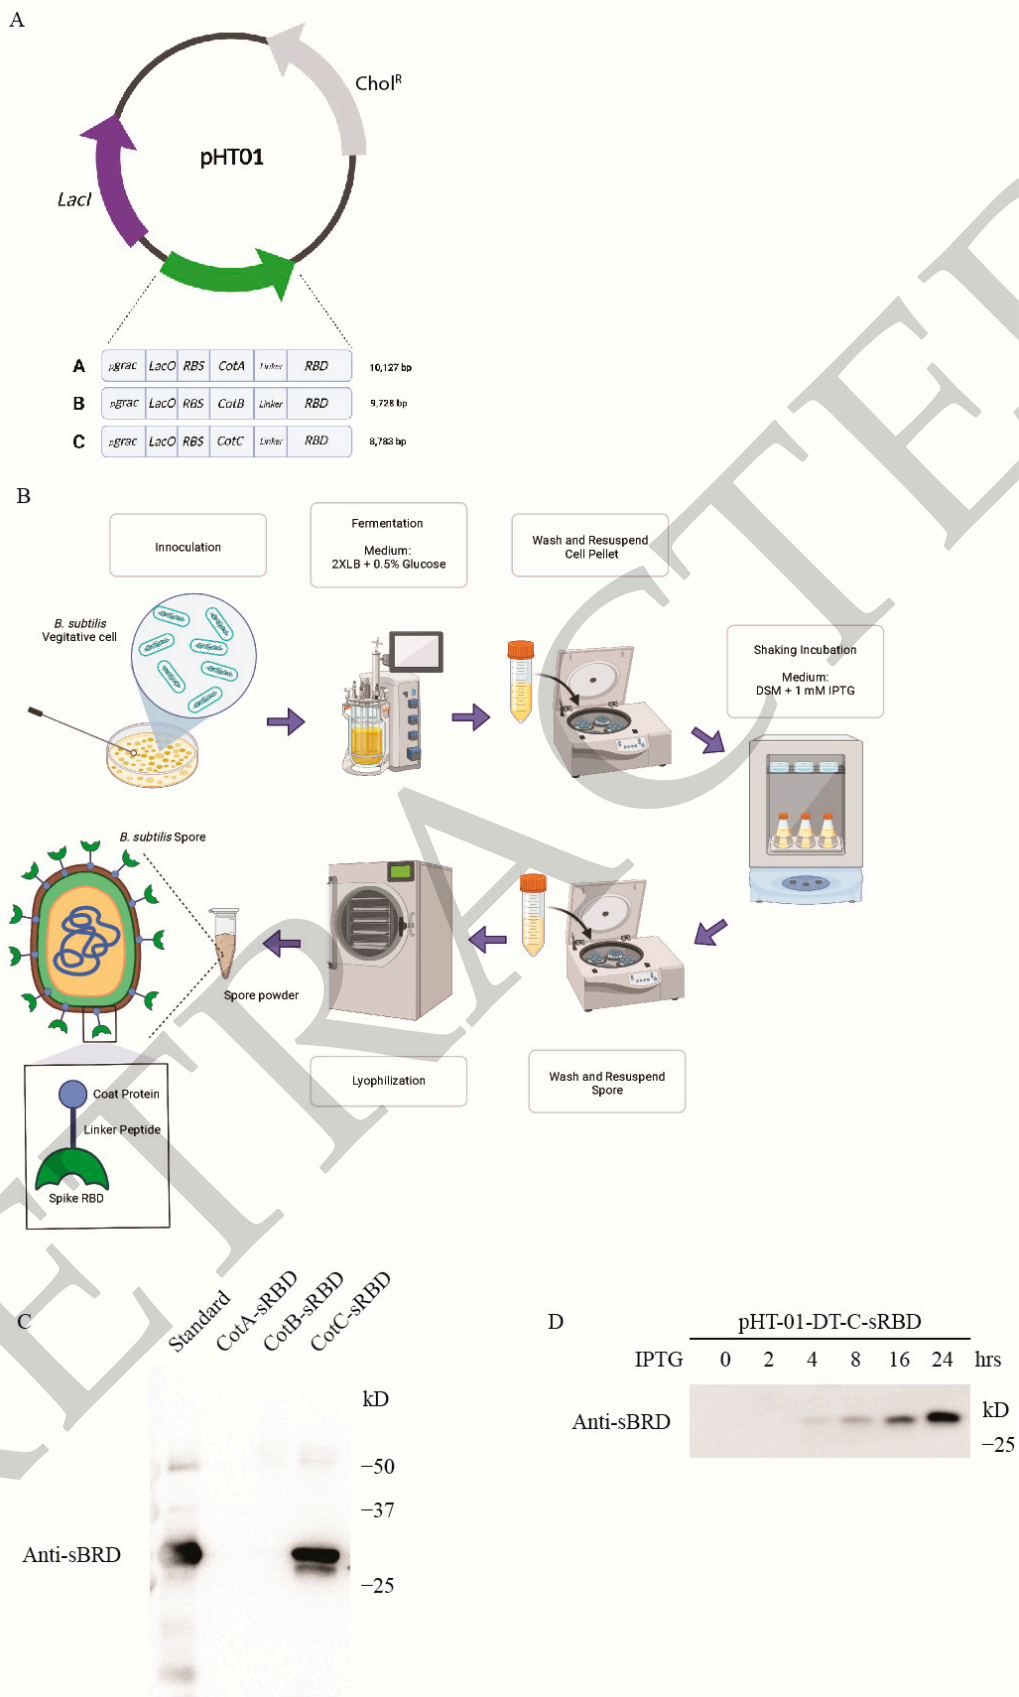 A
Chol^R
pHT01
LacI
A pgrac LacO RBS CotA Linker RBD 10,127 bp
B pgrac LacO RBS CotB Linker RBD 9,728 bp
C pgrac LacO RBS CotC Linker RBD 8,783 bp
B
Innoculation
Fermentation
Medium:
2XLB + 0.5% Glucose
Wash and Resuspend
Cell Pellet
B. subtilis
Vegitative cell
Shaking Incubation
Medium:
DSM + 1 mM IPTG
B. subtilis Spore
Spore powder
Lyophilization
Wash and Resuspend
Spore
Coat Protein
Linker Peptide
Spike RBD
C
Standard
CotA-sRBD
CotB-sRBD
CotC-sRBD
kD
−50
−37
Anti-sBRD
−25
D
pHT-01-DT-C-sRBD
IPTG 0 2 4 8 16 24 hrs
kD
Anti-sBRD
−25
RETRACTED